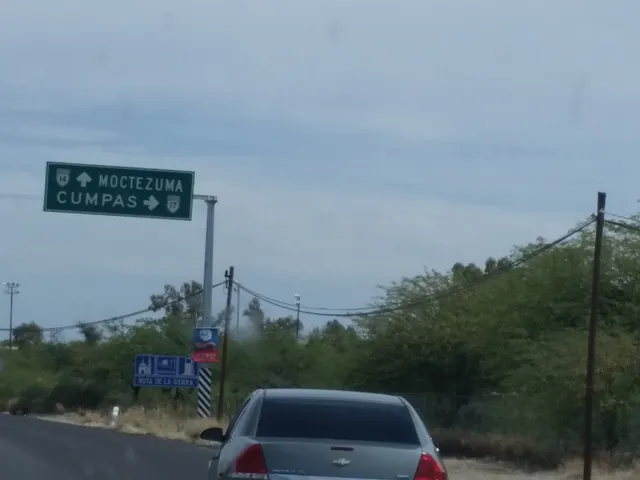 14 MOCTEZUMA
CUMPAS 17
RUTA DE LA SIERRA